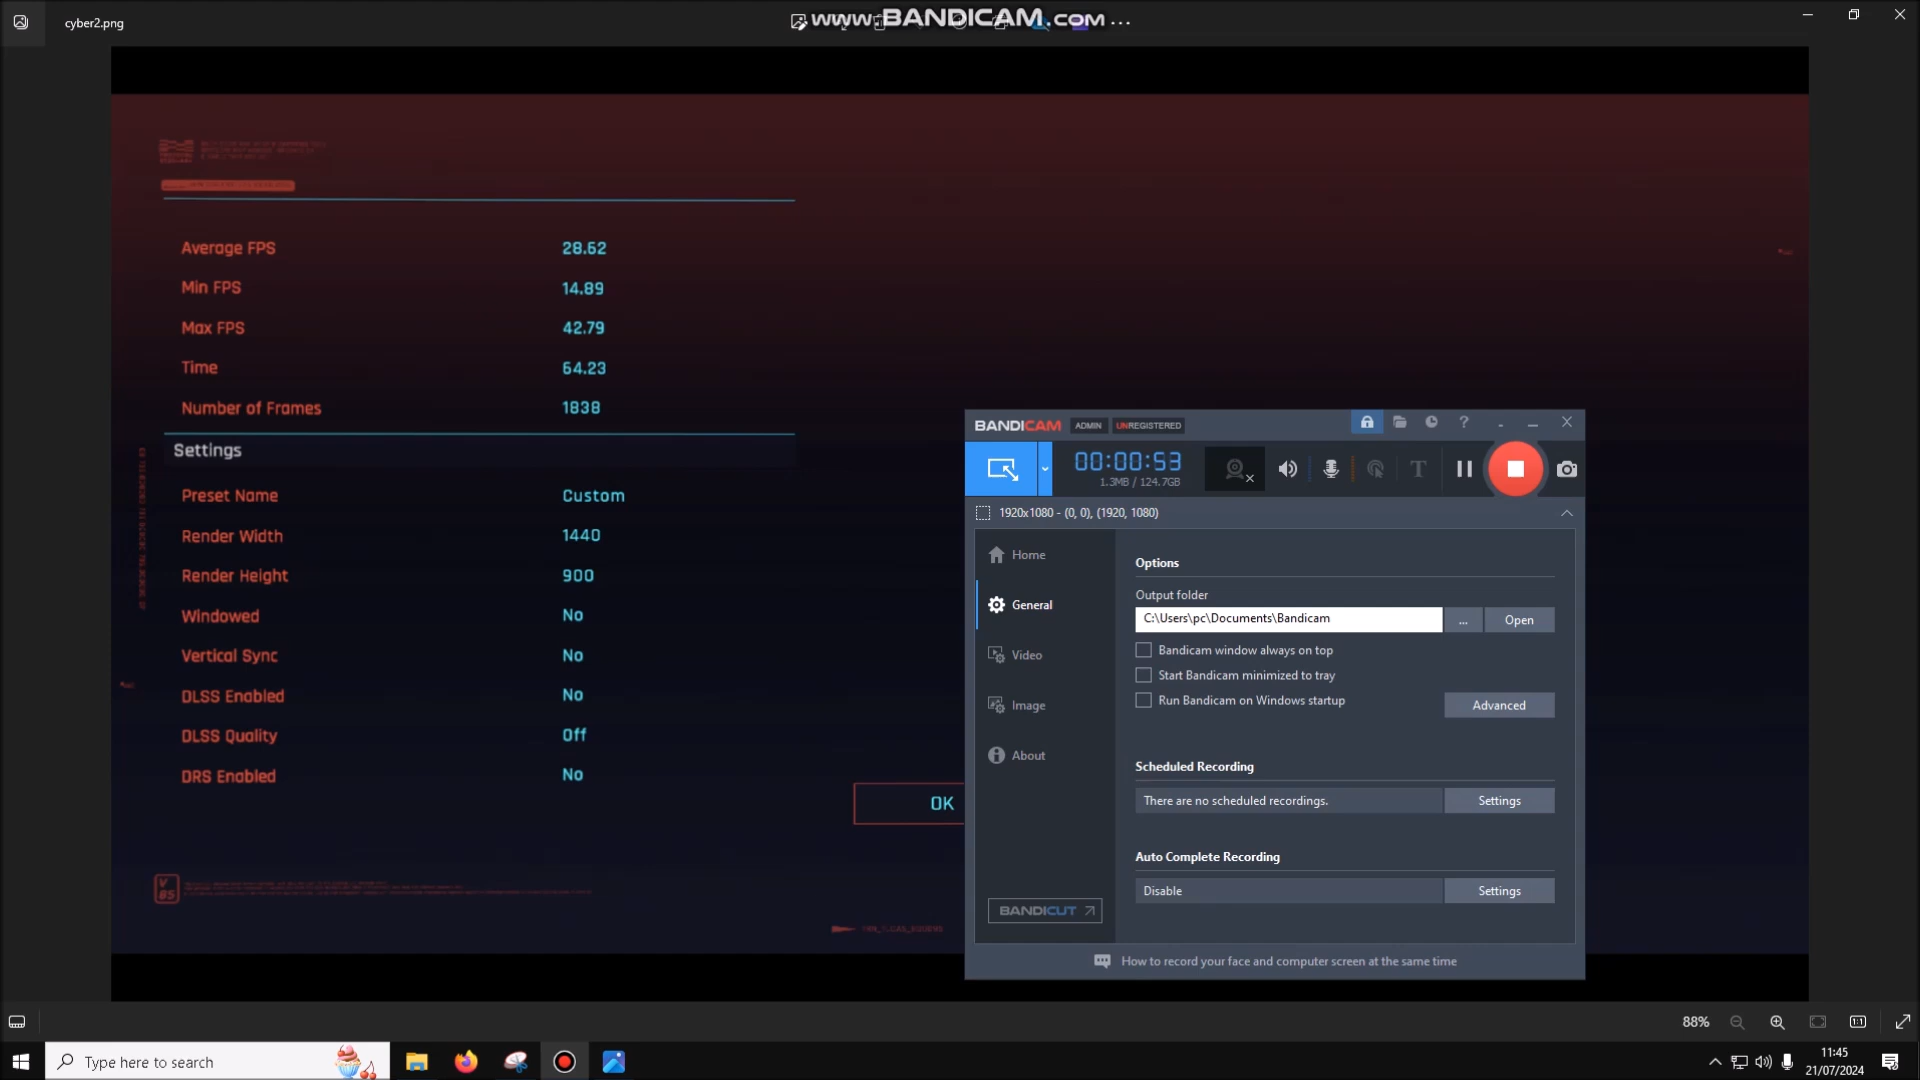 cyber2.png
www.BANDICAM.com
Average FPS 28.62
Min FPS 14.89
Max FPS 42.79
Time 64.23
Number of Frames 1838
Settings
Preset Name Custom
Render Width 1440
Render Height 900
Windowed No
Vertical Sync No
DLSS Enabled No
DLSS Quality Off
DRS Enabled No
OK
V
85
BANDICAM ADMIN UNREGISTERED
00:00:53
1.3MB / 124.7GB
1920x1080 - (0, 0), (1920, 1080)
Home
General
Video
Image
About
BANDICUT
Options
Output folder
C:\Users\pc\Documents\Bandicam ... Open
Bandicam window always on top
Start Bandicam minimized to tray
Run Bandicam on Windows startup
Advanced
Scheduled Recording
There are no scheduled recordings. Settings
Auto Complete Recording
Disable Settings
How to record your face and computer screen at the same time
88%
Type here to search
11:45
21/07/2024